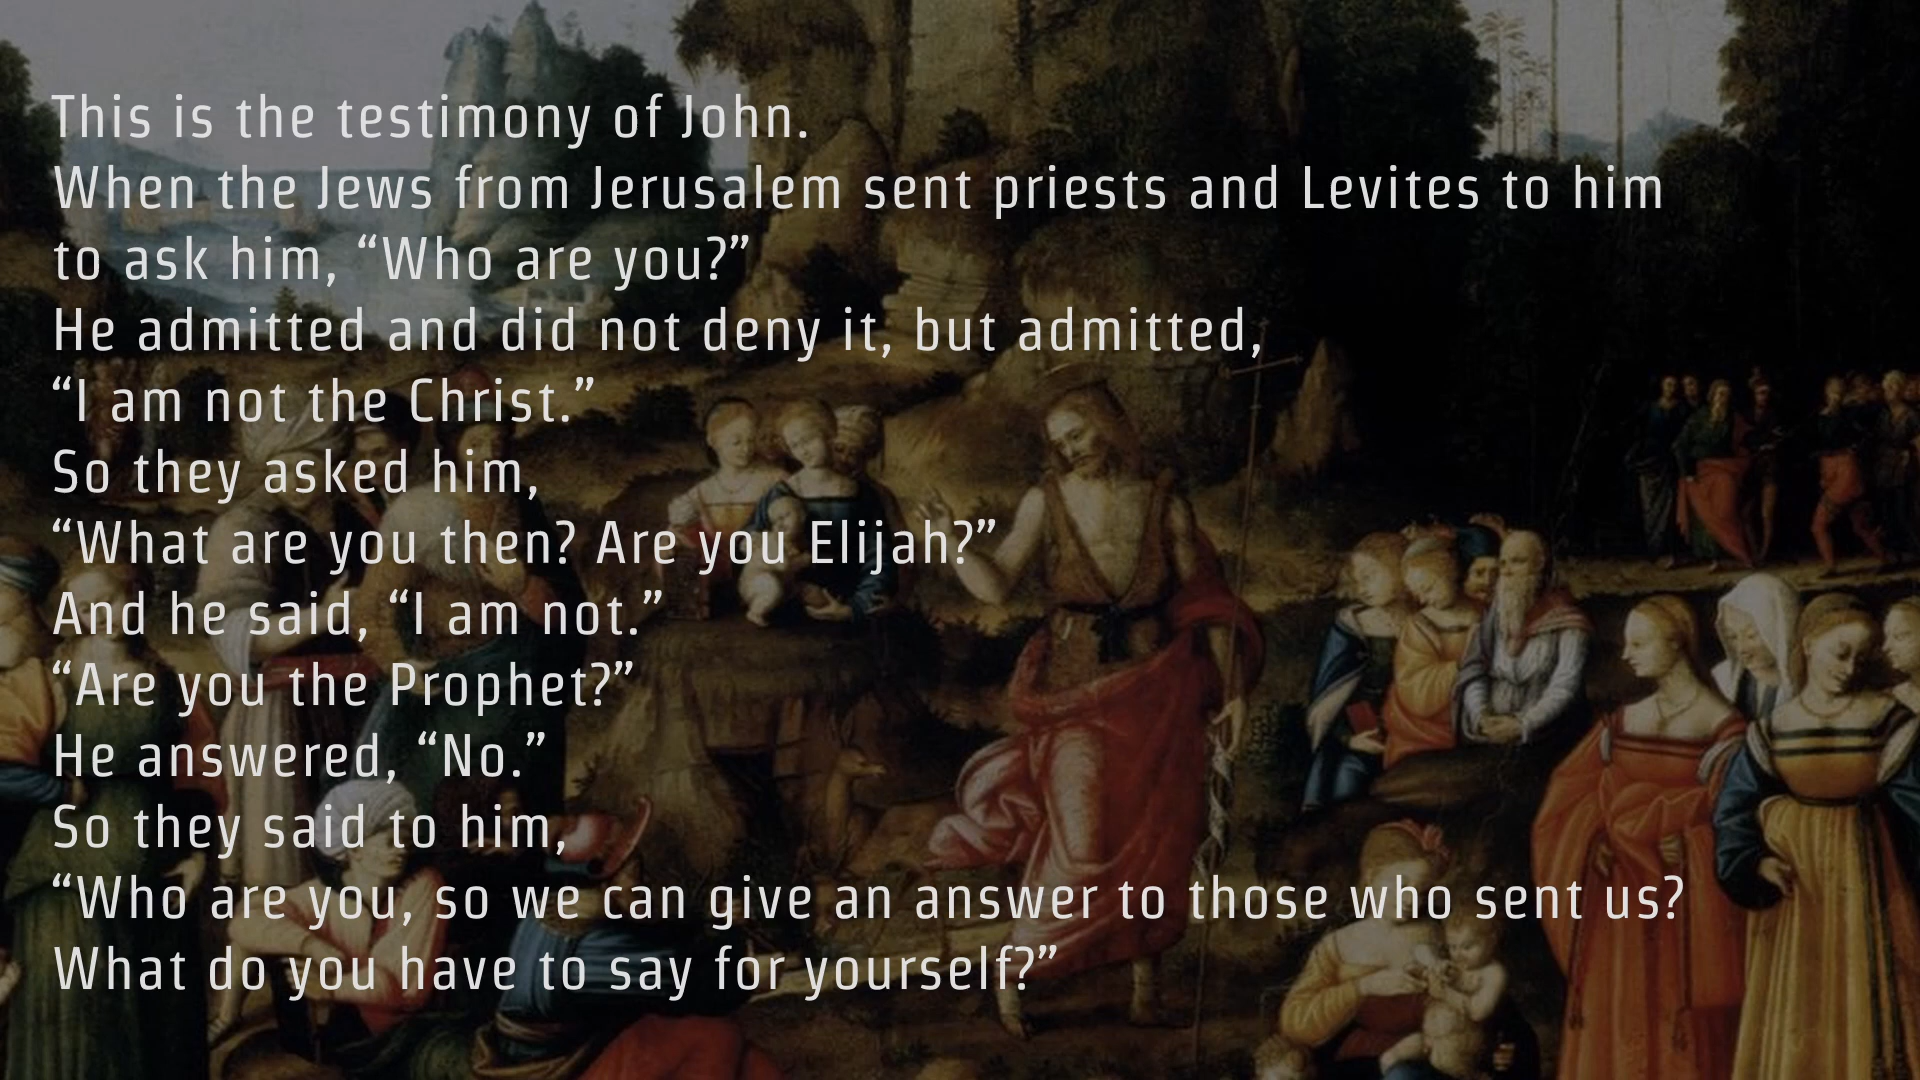 This is the testimony of John.
When the Jews from Jerusalem sent priests and Levites to him
to ask him, “Who are you?”
He admitted and did not deny it, but admitted,
“I am not the Christ.”
So they asked him,
“What are you then? Are you Elijah?”
And he said, “I am not.”
“Are you the Prophet?”
He answered, “No.”
So they said to him,
“Who are you, so we can give an answer to those who sent us?
What do you have to say for yourself?”